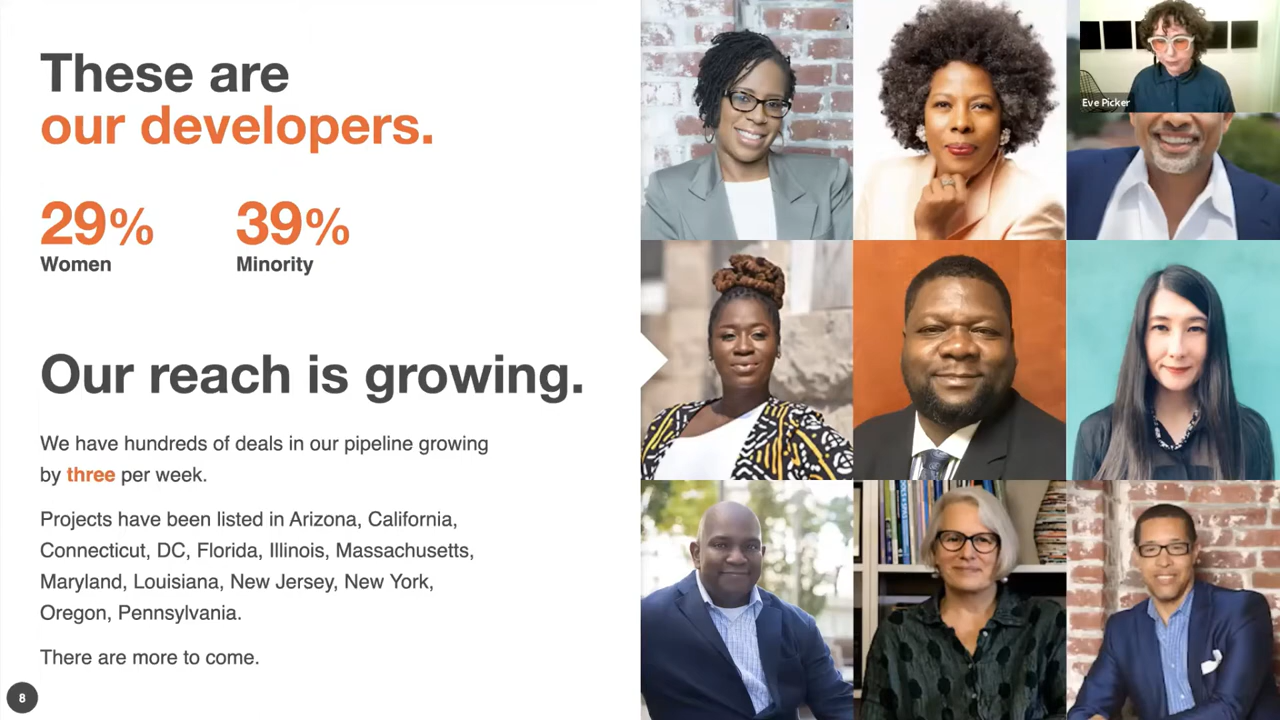 These are
our developers.
29% 39%
Women Minority
Our reach is growing.
We have hundreds of deals in our pipeline growing
by three per week.
Projects have been listed in Arizona, California,
Connecticut, DC, Florida, Illinois, Massachusetts,
Maryland, Louisiana, New Jersey, New York,
Oregon, Pennsylvania.
There are more to come.
8
Eve Picker